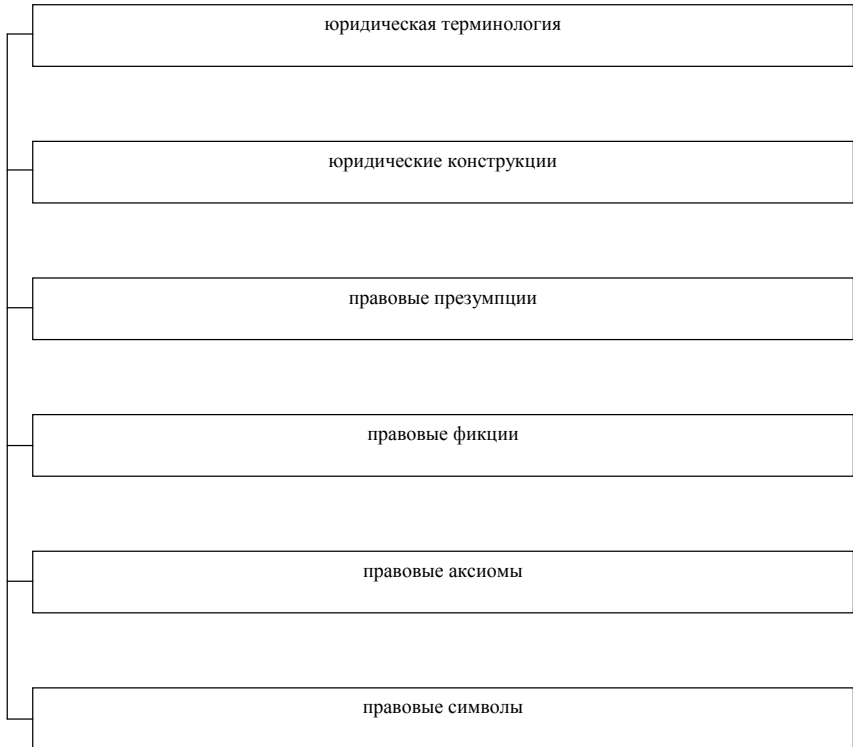 юридическая терминология
юридические конструкции
правовые презумпции
правовые фикции
правовые аксиомы
правовые символы